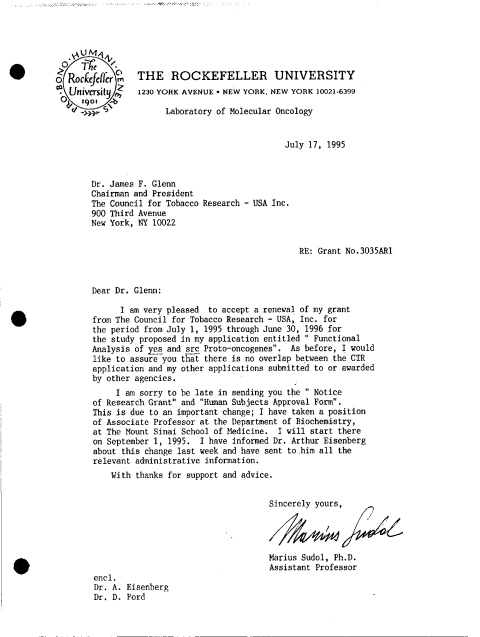 PRO · BONO · HUMANI · GENERIS
The
Rockefeller
University
1901
THE ROCKEFELLER UNIVERSITY
1230 YORK AVENUE • NEW YORK, NEW YORK 10021-6399
Laboratory of Molecular Oncology
July 17, 1995
Dr. James F. Glenn
Chairman and President
The Council for Tobacco Research - USA Inc.
900 Third Avenue
New York, NY 10022
RE: Grant No.3035AR1
Dear Dr. Glenn:
I am very pleased to accept a renewal of my grant
from The Council for Tobacco Research - USA, Inc. for
the period from July 1, 1995 through June 30, 1996 for
the study proposed in my application entitled " Functional
Analysis of yes and src Proto-oncogenes". As before, I would
like to assure you that there is no overlap between the CTR
application and my other applications submitted to or awarded
by other agencies.
I am sorry to be late in sending you the " Notice
of Research Grant" and "Human Subjects Approval Form".
This is due to an important change; I have taken a position
of Associate Professor at the Department of Biochemistry,
at The Mount Sinai School of Medicine. I will start there
on September 1, 1995. I have informed Dr. Arthur Eisenberg
about this change last week and have sent to him all the
relevant administrative information.
With thanks for support and advice.
Sincerely yours,
Marius Sudol
Marius Sudol, Ph.D.
Assistant Professor
encl.
Dr. A. Eisenberg
Dr. D. Ford